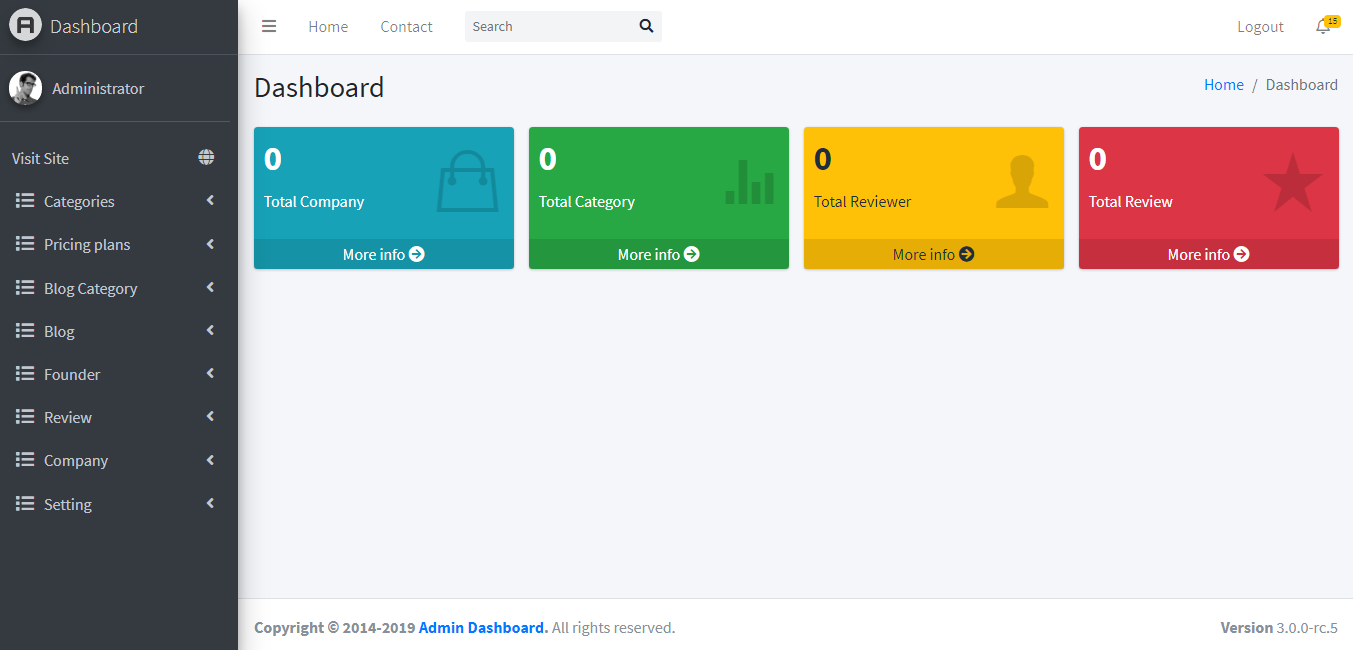 Dashboard
Home
Contact
Search
Logout
15
Administrator
Visit Site
Categories
Pricing plans
Blog Category
Blog
Founder
Review
Company
Setting
Dashboard
Home / Dashboard
0
Total Company
More info
0
Total Category
More info
0
Total Reviewer
More info
0
Total Review
More info
Copyright © 2014-2019 Admin Dashboard. All rights reserved.
Version 3.0.0-rc.5